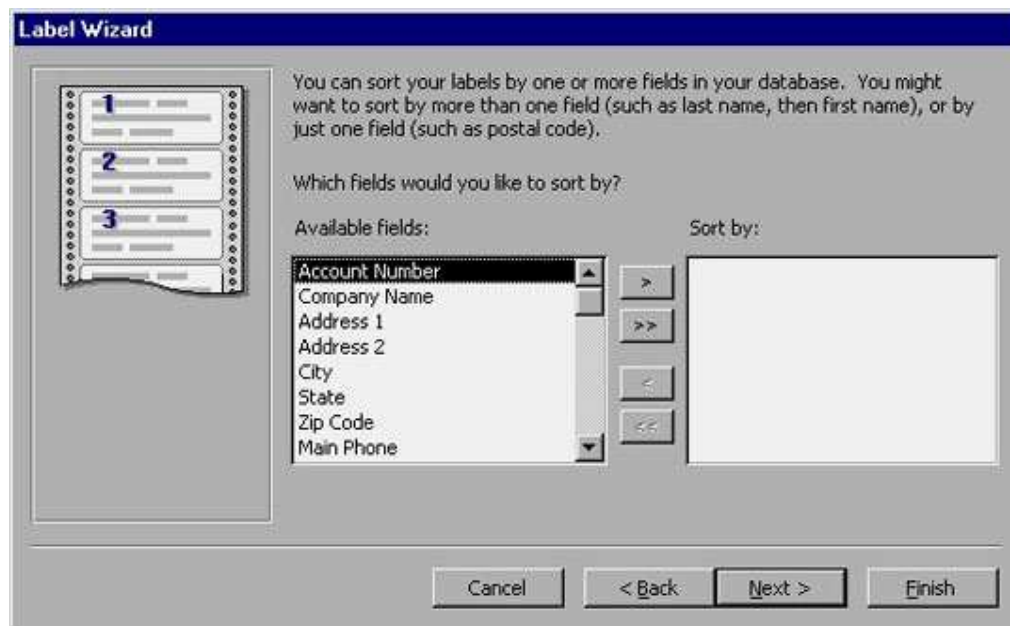 Label Wizard
1
2
3
You can sort your labels by one or more fields in your database. You might
want to sort by more than one field (such as last name, then first name), or by
just one field (such as postal code).
Which fields would you like to sort by?
Available fields:
Sort by:
Account Number
Company Name
Address 1
Address 2
City
State
Zip Code
Main Phone
>
>>
<
<<
Cancel
< Back
Next >
Finish